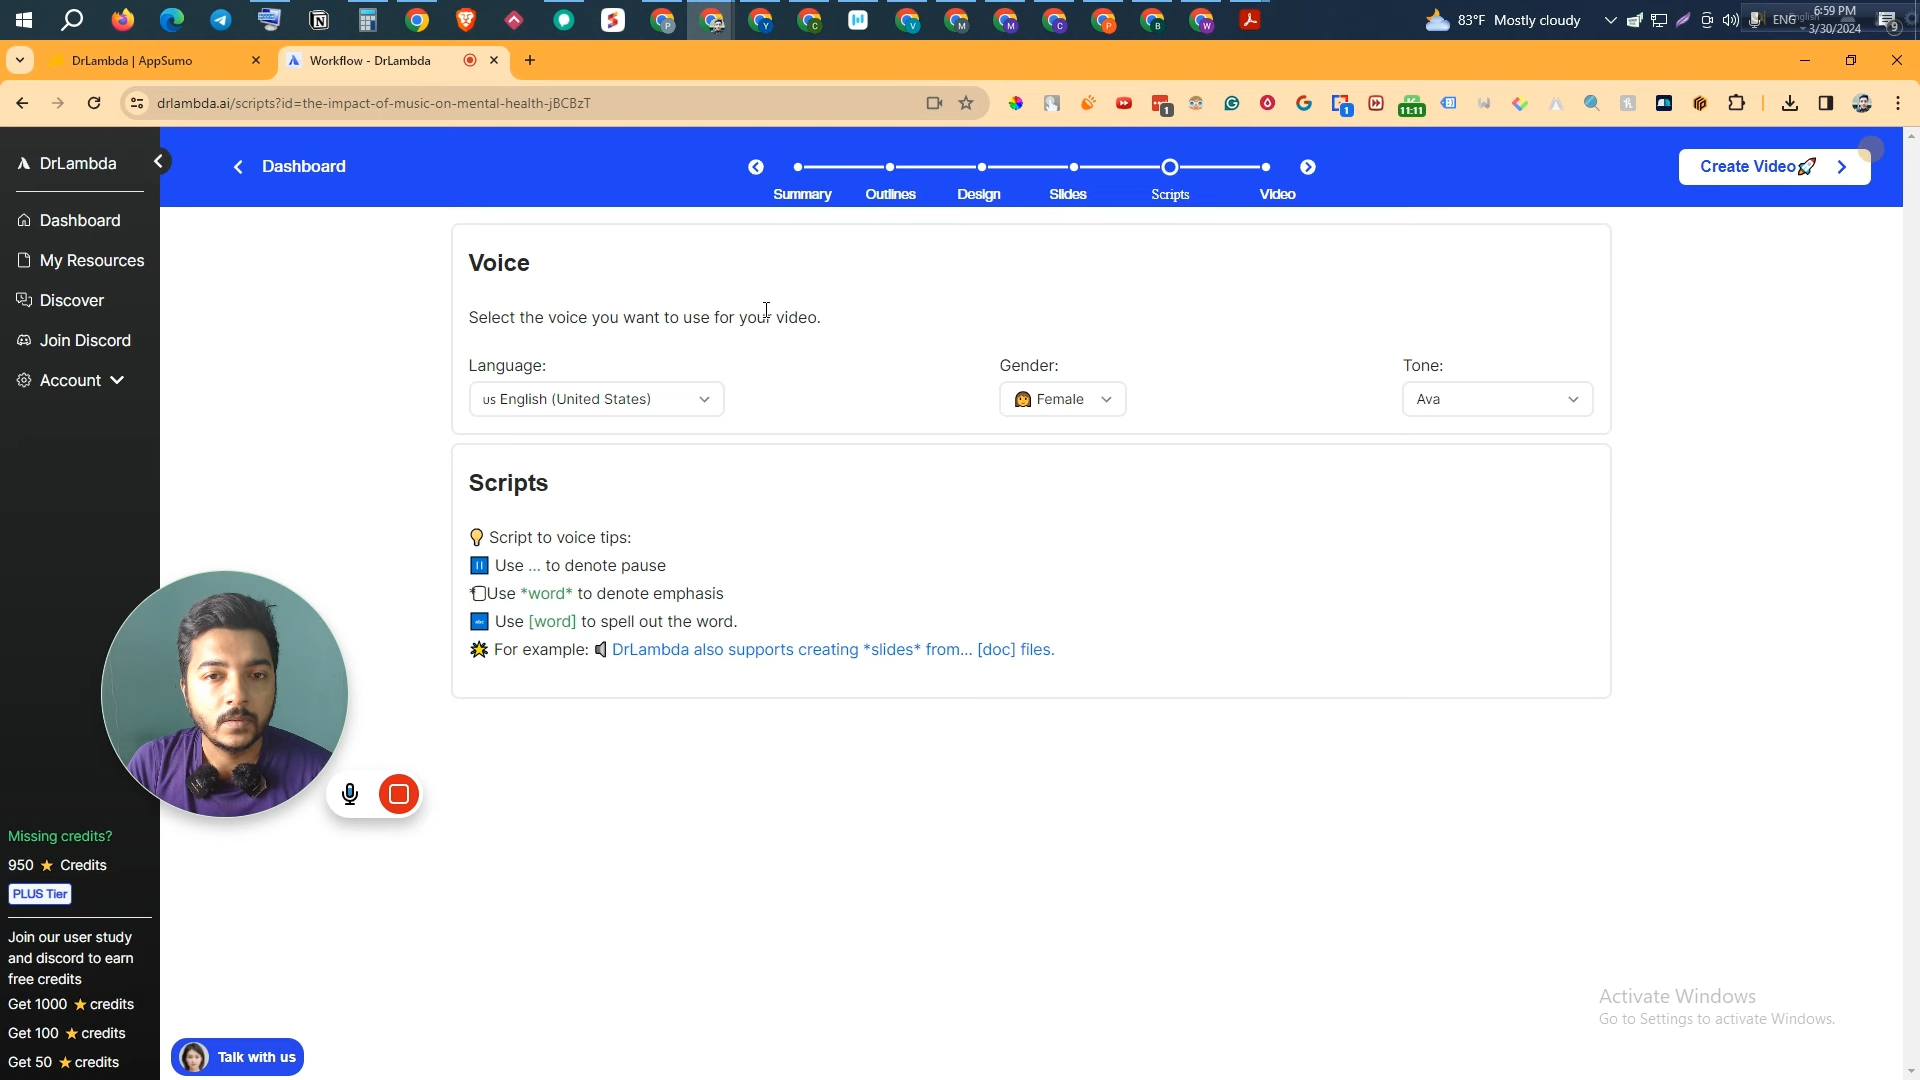 83°F Mostly cloudy
ENG
6:59 PM
3/30/2024
9
DrLambda | AppSumo
Workflow - DrLambda
drlambda.ai/scripts?id=the-impact-of-music-on-mental-health-jBCBzT
1
1
11:11
DrLambda
Dashboard
Summary
Outlines
Design
Slides
Scripts
Video
Create Video
Dashboard
My Resources
Discover
Join Discord
Account
Voice
Select the voice you want to use for your video.
Language:
Gender:
Tone:
us English (United States)
Female
Ava
Scripts
Script to voice tips:
Use ... to denote pause
Use *word* to denote emphasis
Use [word] to spell out the word.
For example: DrLambda also supports creating *slides* from... [doc] files.
Missing credits?
950 Credits
PLUS Tier
Join our user study
and discord to earn
free credits
Get 1000 credits
Get 100 credits
Get 50 credits
Talk with us
Activate Windows
Go to Settings to activate Windows.